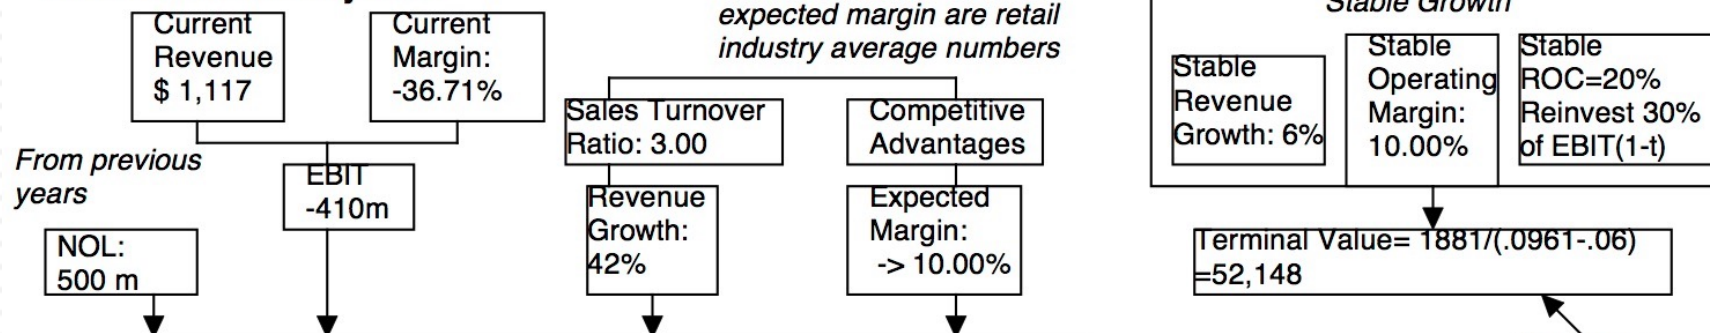 Current
Revenue
$ 1,117
Current
Margin:
-36.71%
expected margin are retail
industry average numbers
Stable Growth
Sales Turnover
Ratio: 3.00
Competitive
Advantages
Stable
Revenue
Growth: 6%
Stable
Operating
Margin:
10.00%
Stable
ROC=20%
Reinvest 30%
of EBIT(1-t)
From previous
years
EBIT
-410m
NOL:
500 m
Revenue
Growth:
42%
Expected
Margin:
-> 10.00%
Terminal Value= 1881/(.0961-.06)
=52,148